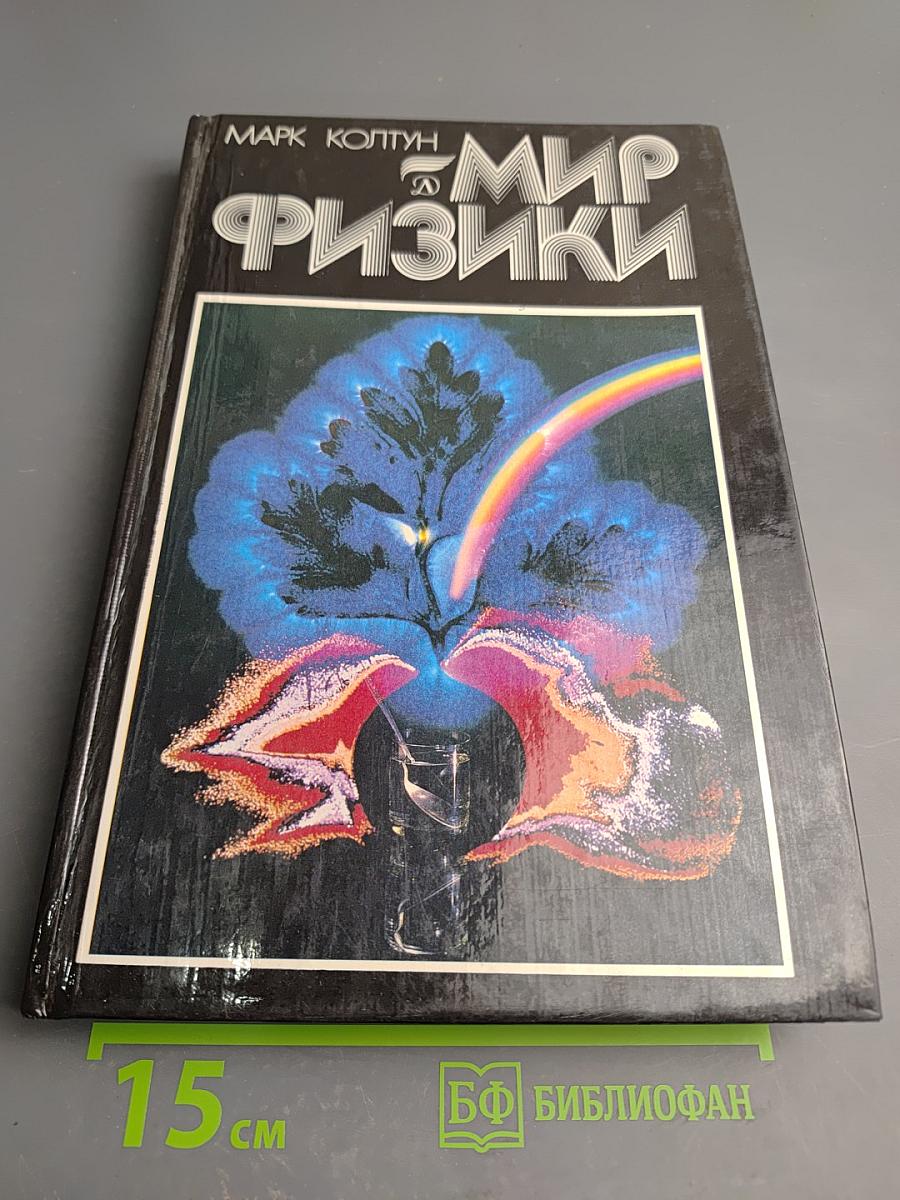 МАРК КОЛТУН
МИР
ФИЗИКИ
15 см
БФ БИБЛИОФАН